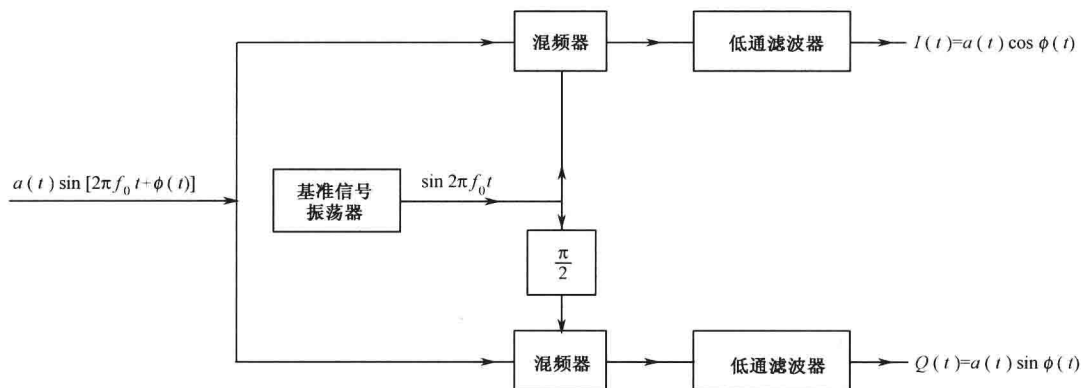 混频器
低通滤波器
I(t)=a(t) cos ϕ(t)
a(t) sin [2πf₀t+ϕ(t)]
基准信号
振荡器
sin 2πf₀t
π
2
混频器
低通滤波器
Q(t)=a(t) sin ϕ(t)